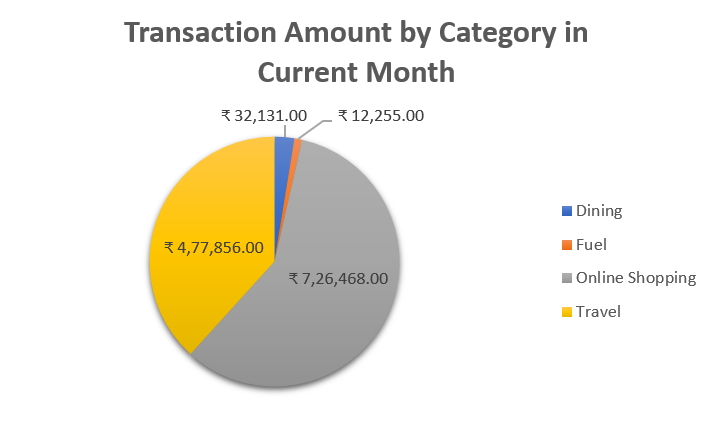 Transaction Amount by Category in
Current Month
₹ 32,131.00
₹ 12,255.00
₹ 4,77,856.00
₹ 7,26,468.00
Dining
Fuel
Online Shopping
Travel